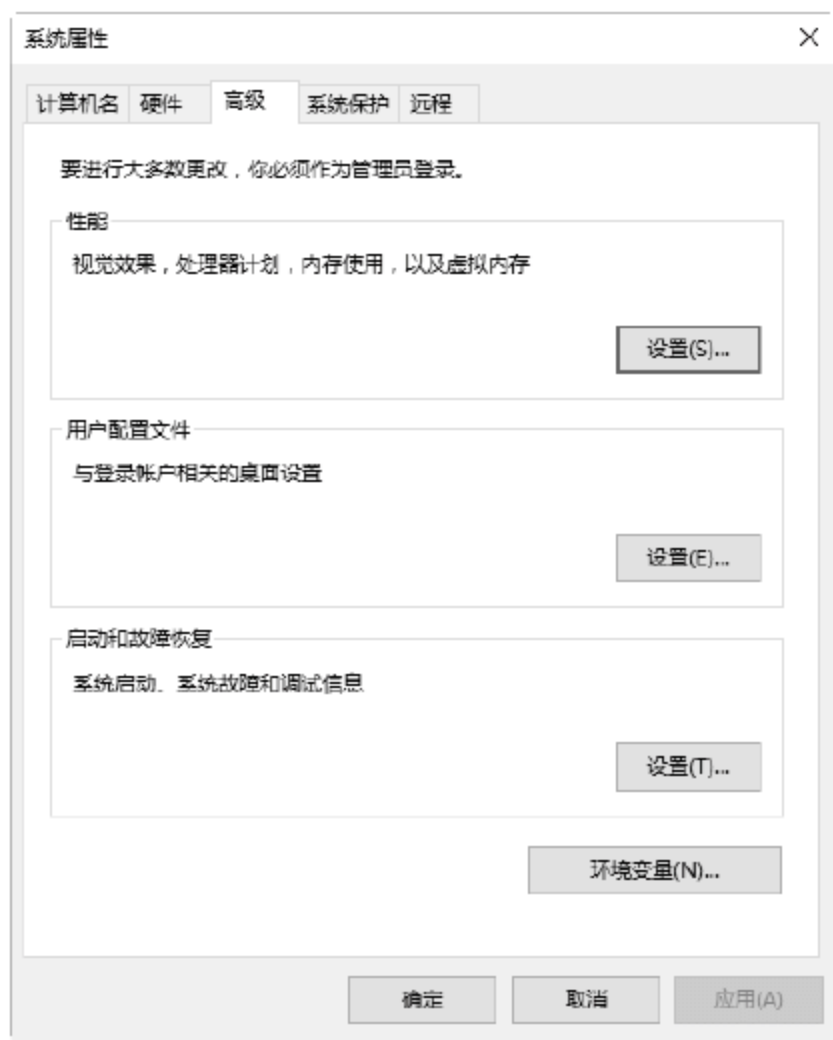 系统属性
计算机名 硬件 高级 系统保护 远程
要进行大多数更改，你必须作为管理员登录。
性能
视觉效果，处理器计划，内存使用，以及虚拟内存
设置(S)...
用户配置文件
与登录帐户相关的桌面设置
设置(E)...
启动和故障恢复
系统启动、系统故障和调试信息
设置(T)...
环境变量(N)...
确定 取消 应用(A)